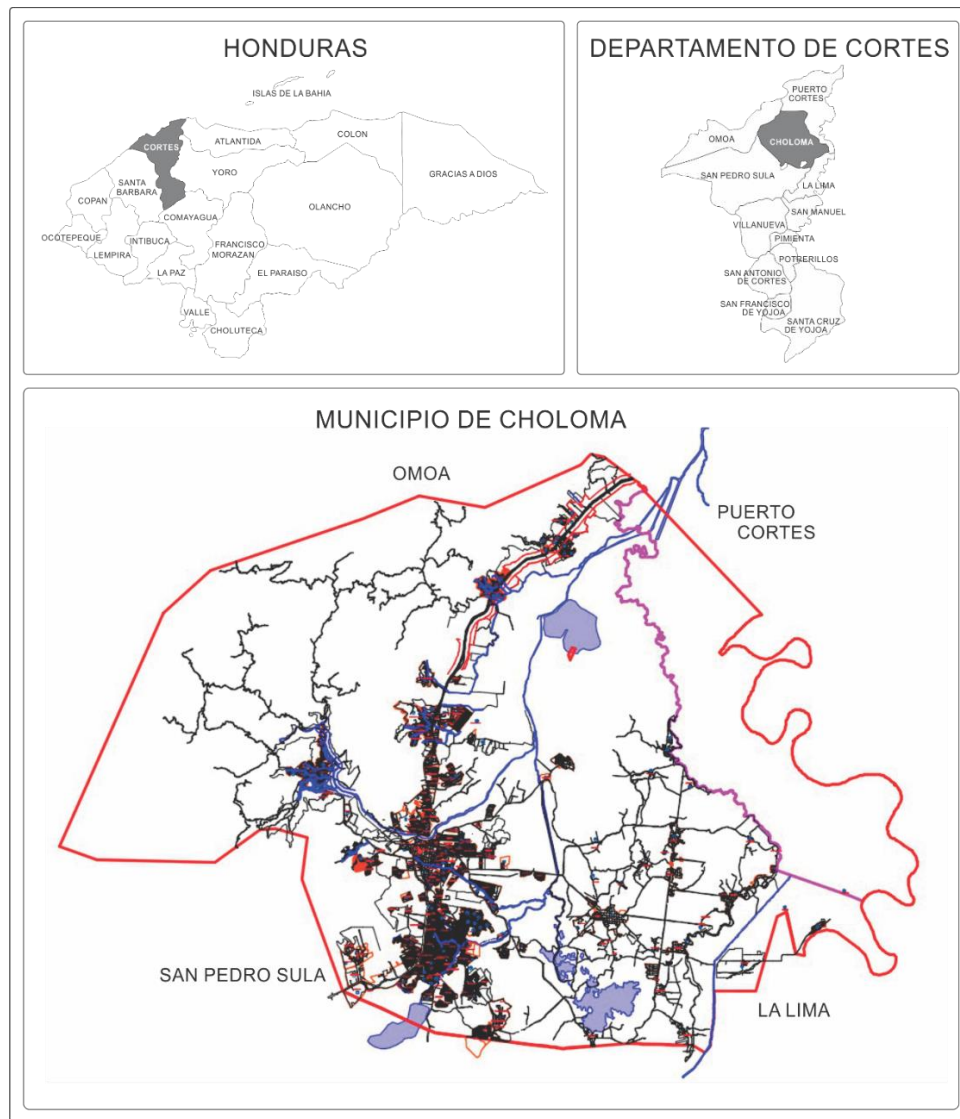 HONDURAS
ISLAS DE LA BAHIA
CORTES
ATLANTIDA
COLON
YORO
GRACIAS A DIOS
SANTA
BARBARA
COPAN
OLANCHO
COMAYAGUA
OCOTEPEQUE
INTIBUCA
FRANCISCO
MORAZAN
LEMPIRA
LA PAZ
EL PARAISO
VALLE
CHOLUTECA
DEPARTAMENTO DE CORTES
PUERTO
CORTES
OMOA
CHOLOMA
SAN PEDRO SULA
LA LIMA
SAN MANUEL
VILLANUEVA
PIMIENTA
POTRERILLOS
SAN ANTONIO
DE CORTES
SAN FRANCISCO
DE YOJOA
SANTA CRUZ
DE YOJOA
MUNICIPIO DE CHOLOMA
OMOA
PUERTO
CORTES
SAN PEDRO SULA
LA LIMA